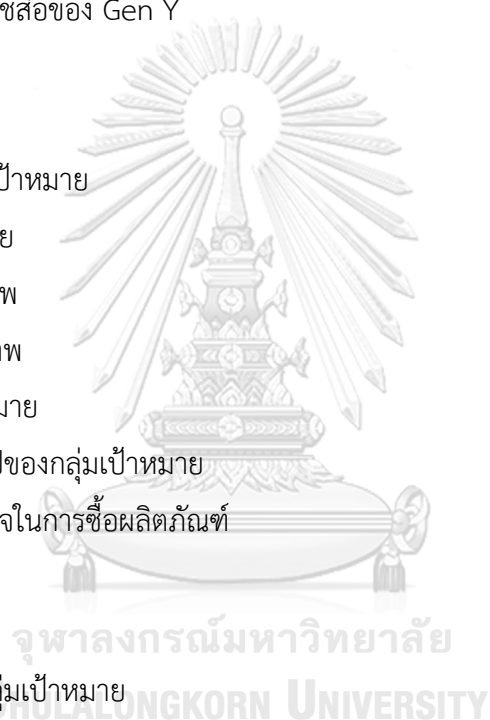 ชสื่อของ Gen Y
ป้าหมาย
ย
พ
าพ
มาย
ปของกลุ่มเป้าหมาย
จในการซื้อผลิตภัณฑ์
จุฬาลงกรณ์มหาวิทยาลัย
ลุ่มเป้าหมาย
CHULALONGKORN UNIVERSITY